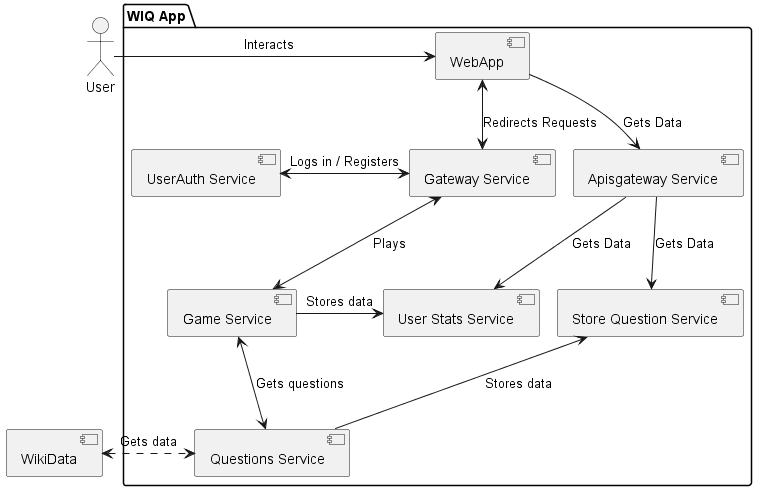 WIQ App
Interacts
WebApp
User
Redirects Requests
Gets Data
UserAuth Service
Logs in / Registers
Gateway Service
Apisgateway Service
Plays
Gets Data
Gets Data
Game Service
Stores data
User Stats Service
Store Question Service
Gets questions
Stores data
WikiData
Gets data
Questions Service